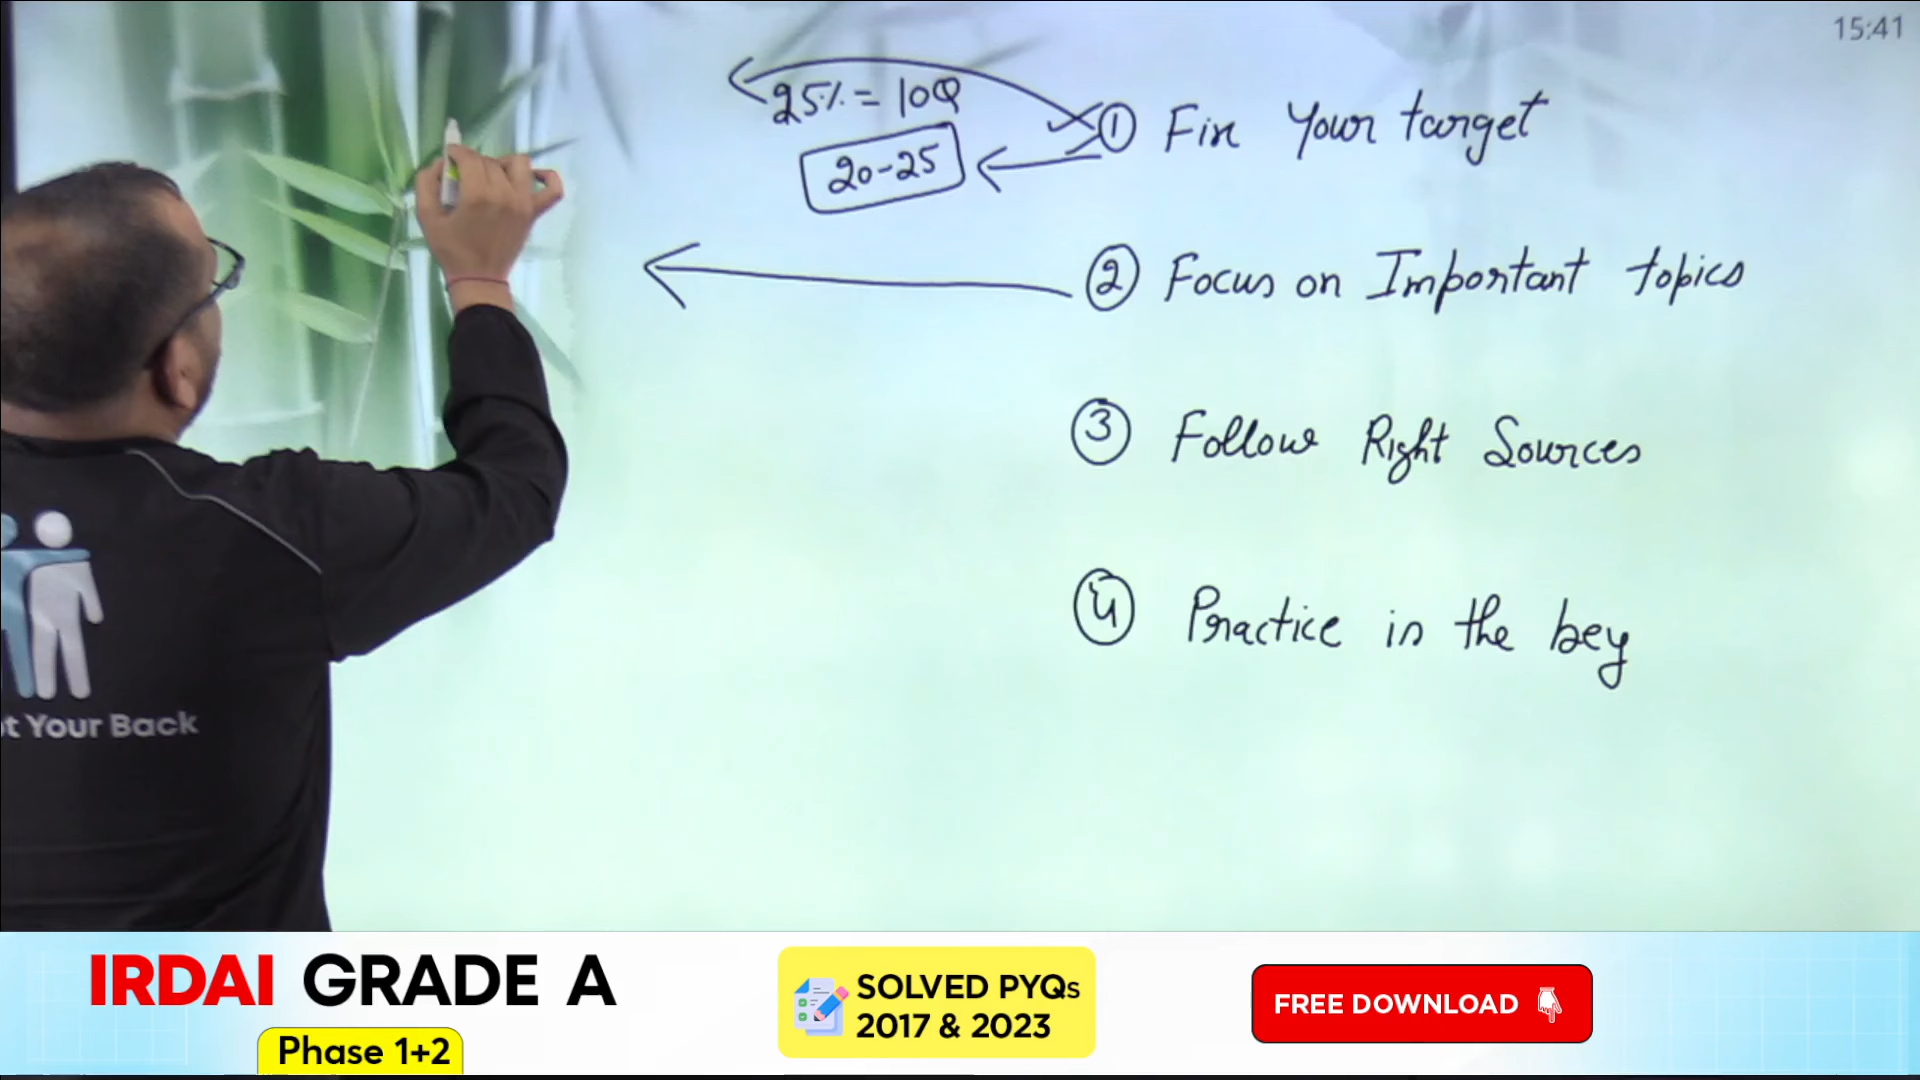 15:41
25% = 10Q
20-25
① Fix Your target
② Focus on Important topics
③ Follow Right Sources
④ Practice is the key
t Your Back
IRDAI GRADE A
Phase 1+2
SOLVED PYQs
2017 & 2023
FREE DOWNLOAD